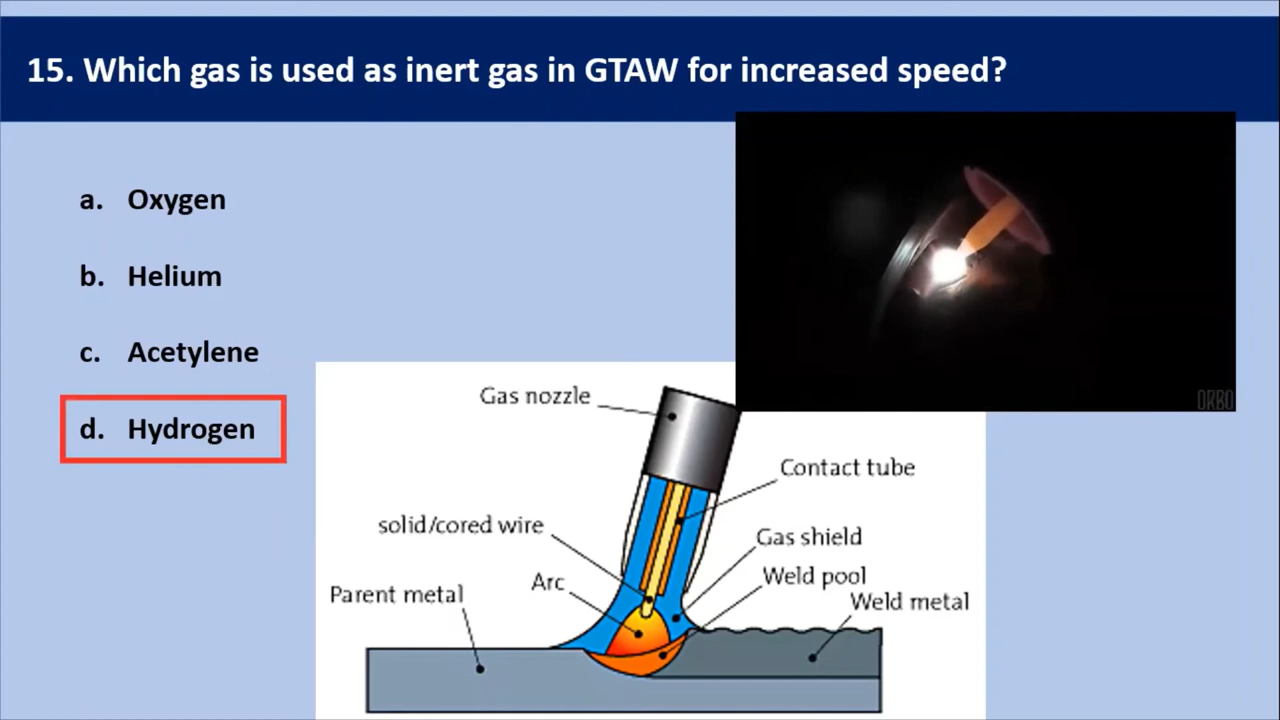 15. Which gas is used as inert gas in GTAW for increased speed?
a. Oxygen
b. Helium
c. Acetylene
d. Hydrogen
ORBO
Gas nozzle
Contact tube
solid/cored wire
Gas shield
Arc
Weld pool
Parent metal
Weld metal